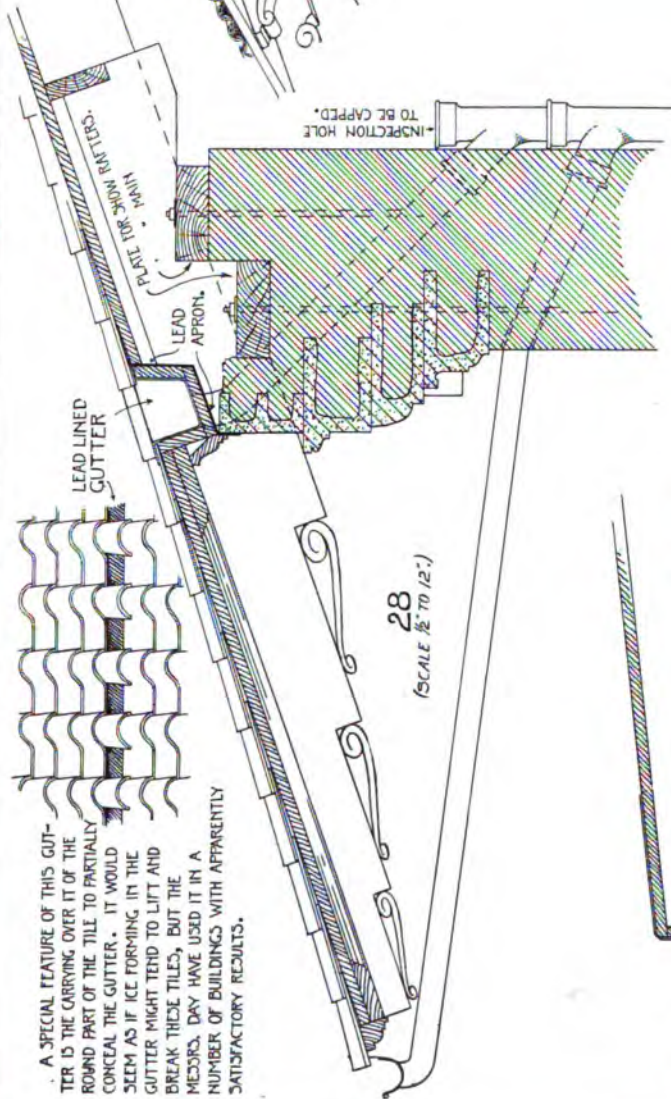 A SPECIAL FEATURE OF THIS GUT-
TER IS THE CARRYING OVER IT OF THE
ROUND PART OF THE TILE TO PARTIALLY
CONCEAL THE GUTTER. IT WOULD
SEEM AS IF ICE FORMING IN THE
GUTTER MIGHT TEND TO LIFT AND
BREAK THESE TILES, BUT THE
MESSRS. DAY HAVE USED IT IN A
NUMBER OF BUILDINGS WITH APPARENTLY
SATISFACTORY RESULTS.
LEAD LINED
GUTTER
LEAD
APRON.
PLATE FOR SHOW RAFTERS.
" " MAIN "
INSPECTION HOLE
TO BE CAPPED.
28
(SCALE ½" TO 12".)